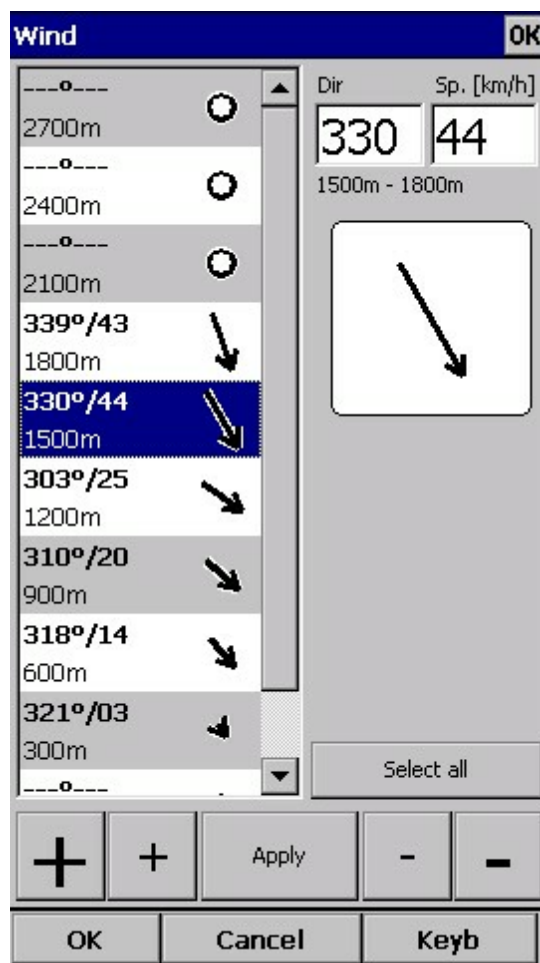 Wind
OK
---º---
2700m
---º---
2400m
---º---
2100m
339º/43
1800m
330º/44
1500m
303º/25
1200m
310º/20
900m
318º/14
600m
321º/03
300m
---º---
Dir Sp. [km/h]
330 44
1500m - 1800m
Select all
+ + Apply - -
OK Cancel Keyb